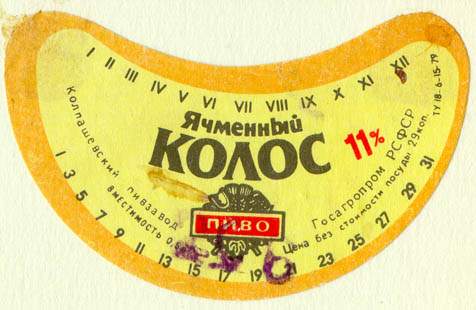 I II III IV V VI VII VIII IX X XI XII
Ячменный
КОЛОС
11%
ПИВО
Колпашевский пивзавод
Вместимость 0,
Госагропром РСФСР
Цена без стоимости посуды 29 коп.
ТУ 18-6-15-79
1 3 5 7 9 11 13 15 17 19 21 23 25 27 29 31